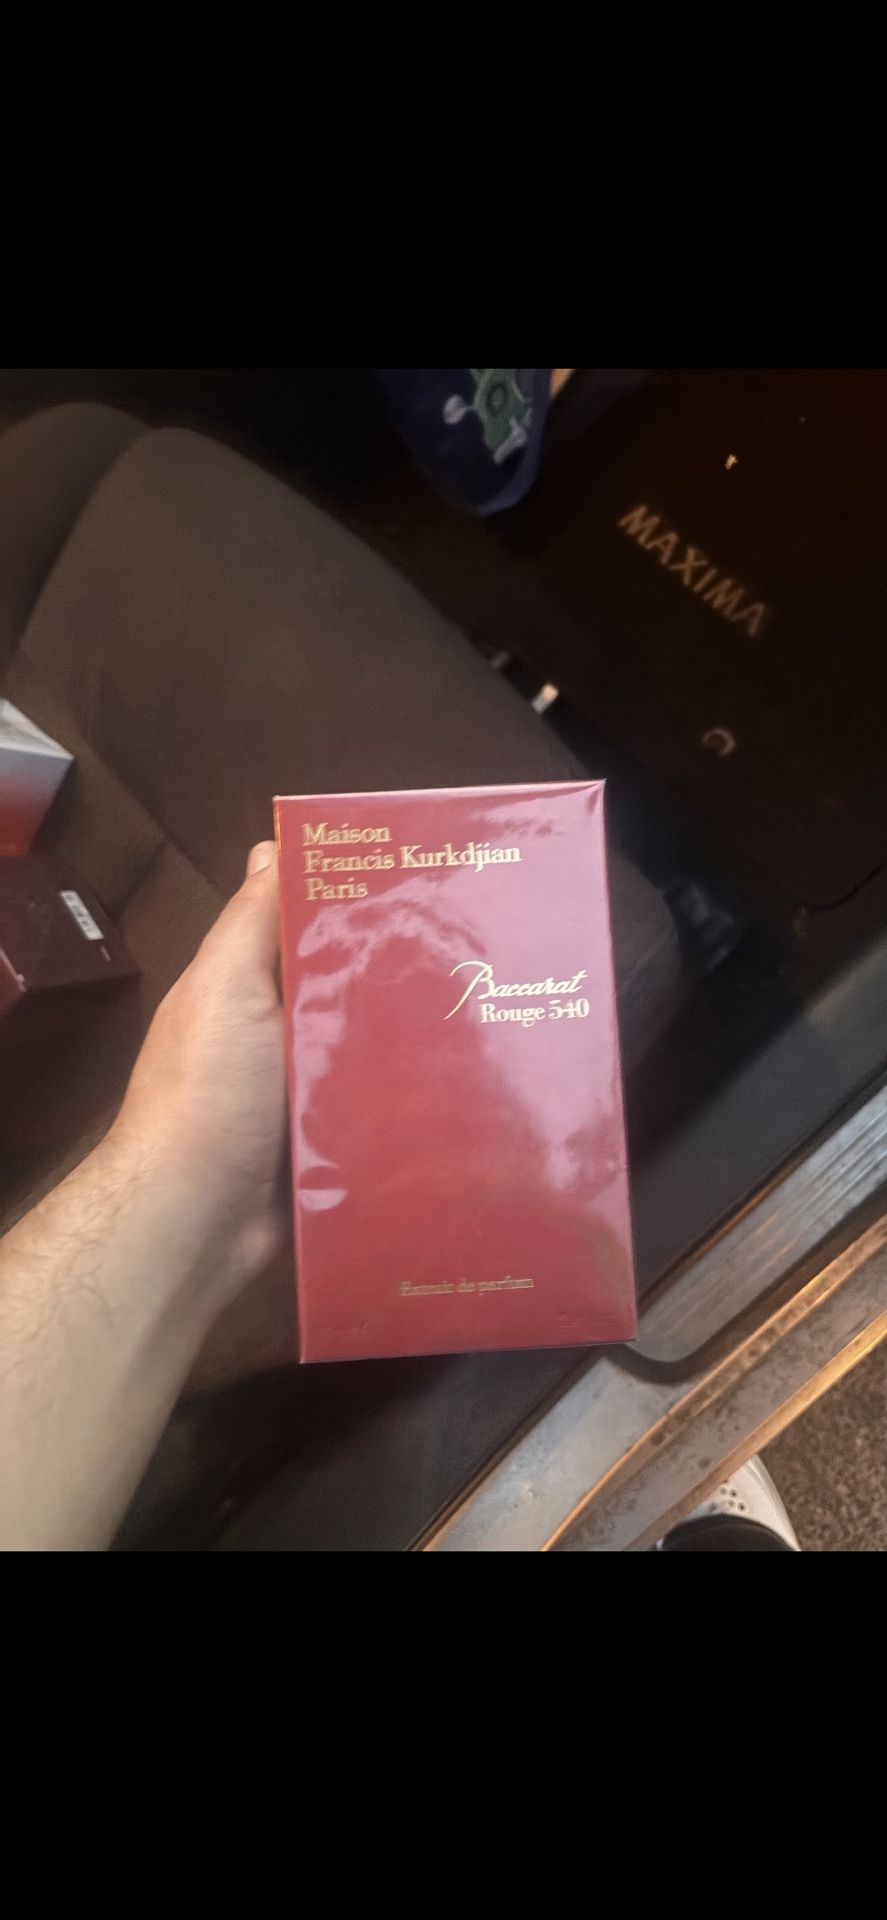 MAXIMA
Maison
Francis Kurkdjian
Paris
Baccarat
Rouge 540
Extrait de parfum